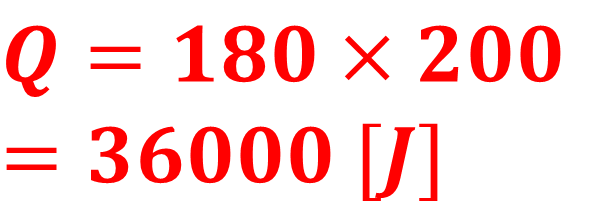 Q = 180 × 200
= 36000 [J]